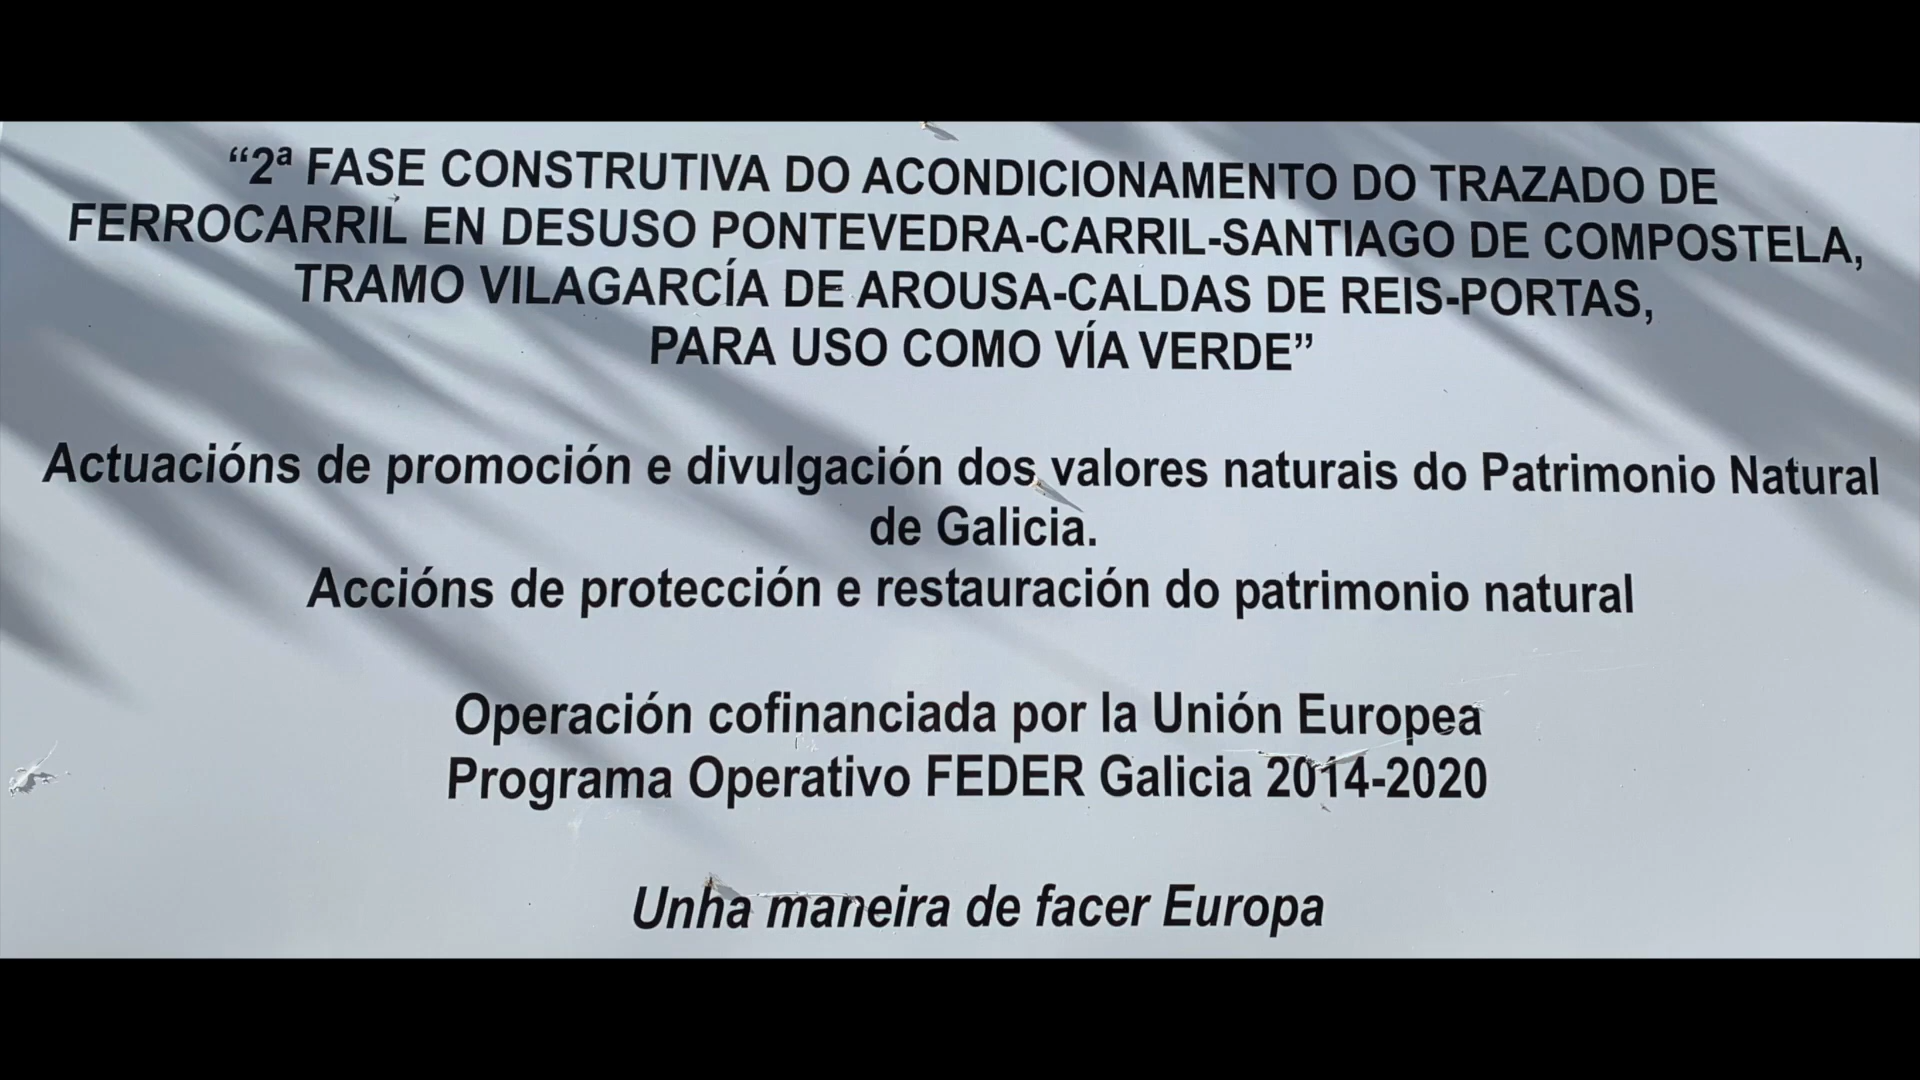 “2ª FASE CONSTRUTIVA DO ACONDICIONAMENTO DO TRAZADO DE
FERROCARRIL EN DESUSO PONTEVEDRA-CARRIL-SANTIAGO DE COMPOSTELA,
TRAMO VILAGARCÍA DE AROUSA-CALDAS DE REIS-PORTAS,
PARA USO COMO VÍA VERDE”
Actuacións de promoción e divulgación dos valores naturais do Patrimonio Natural
de Galicia.
Accións de protección e restauración do patrimonio natural
Operación cofinanciada por la Unión Europea
Programa Operativo FEDER Galicia 2014-2020
Unha maneira de facer Europa